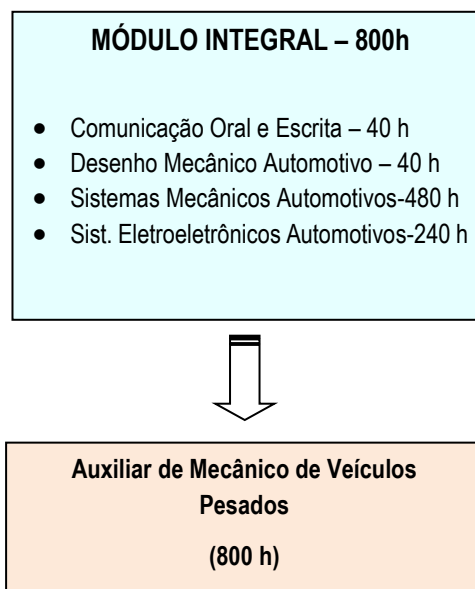 MÓDULO INTEGRAL – 800h
• Comunicação Oral e Escrita – 40 h
• Desenho Mecânico Automotivo – 40 h
• Sistemas Mecânicos Automotivos-480 h
• Sist. Eletroeletrônicos Automotivos-240 h
Auxiliar de Mecânico de Veículos
Pesados
(800 h)